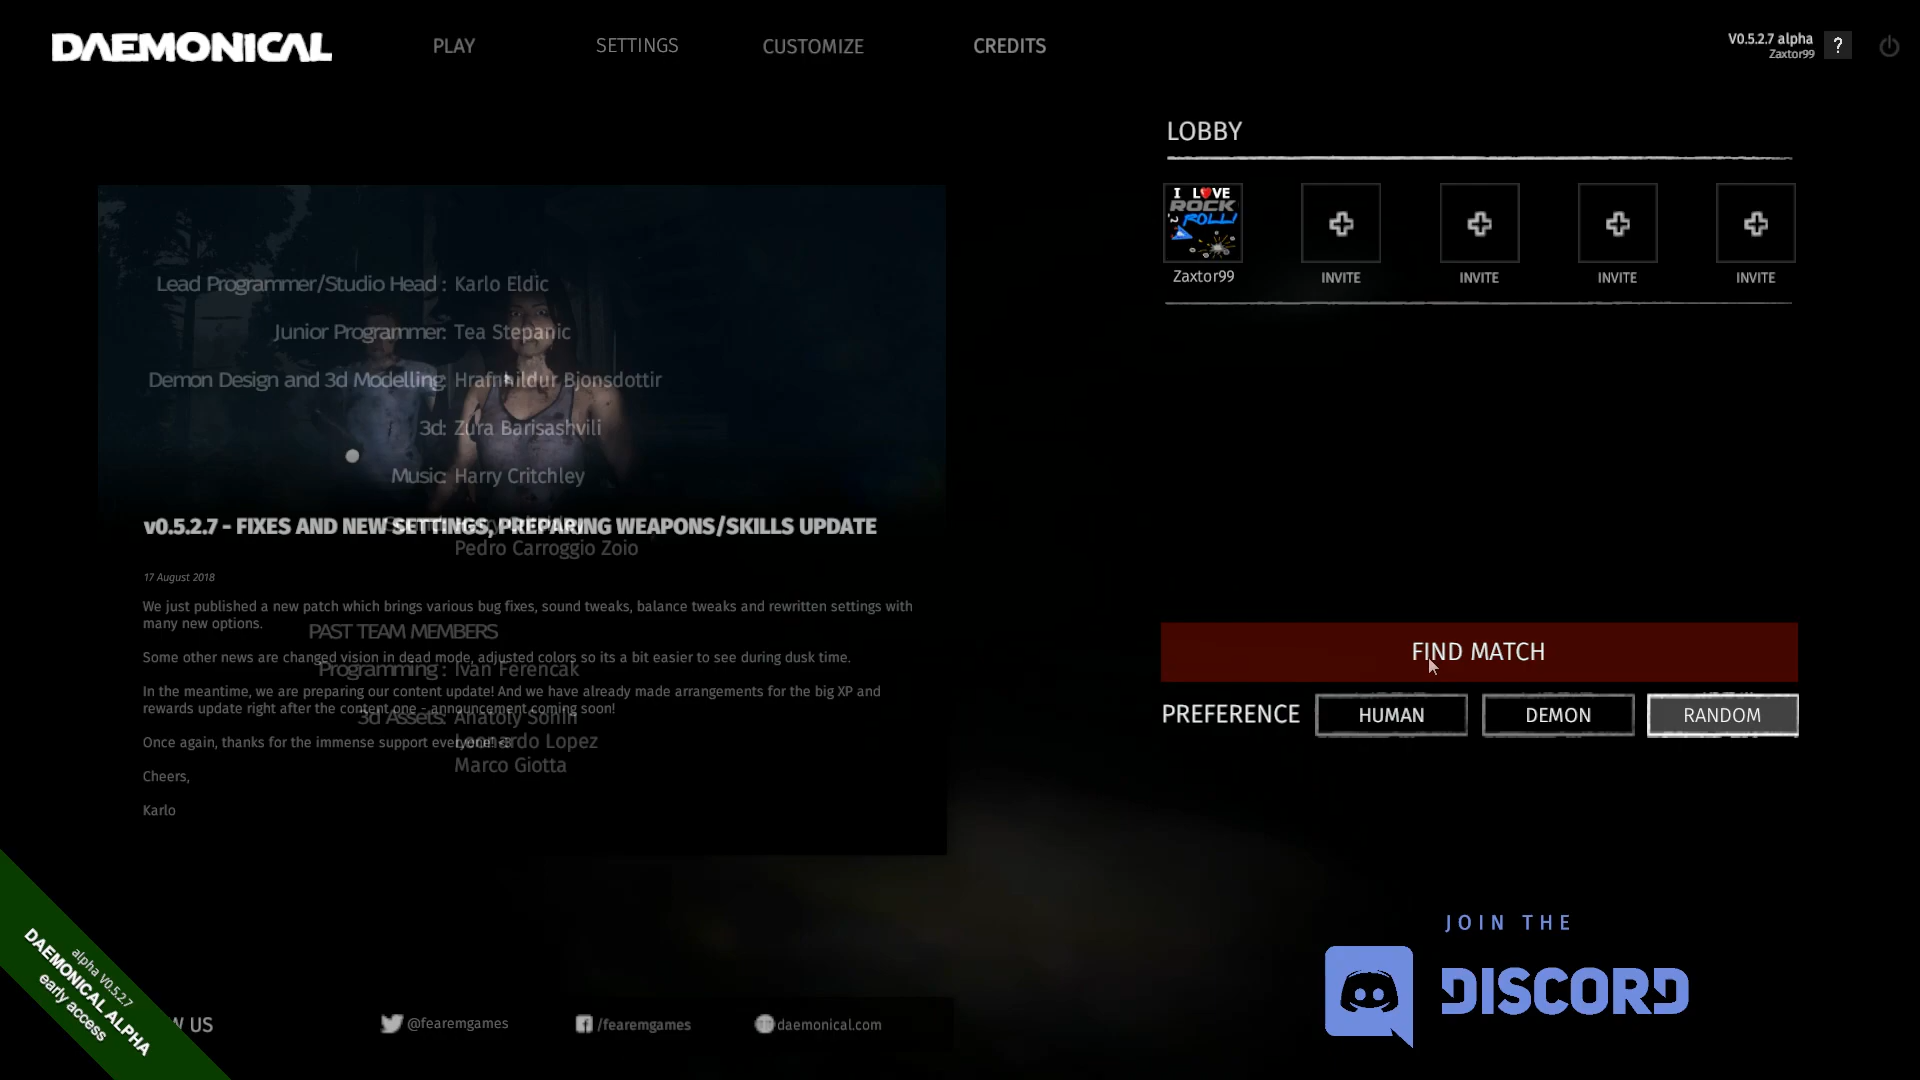 DAEMONICAL
PLAY
SETTINGS
CUSTOMIZE
CREDITS
V0.5.2.7 alpha
Zaxtor99
?
LOBBY
I LOVE
ROCK
ROLL!
Zaxtor99
INVITE
INVITE
INVITE
INVITE
Lead Programmer/Studio Head : Karlo Eldic
Junior Programmer: Tea Stepanic
Demon Design and 3d Modelling: Hrafnhildur Bjonsdottir
3d: Zura Barisashvili
Music: Harry Critchley
v0.5.2.7 - FIXES AND NEW SETTINGS, PREPARING WEAPONS/SKILLS UPDATE
Pedro Carroggio Zoio
17 August 2018
We just published a new patch which brings various bug fixes, sound tweaks, balance tweaks and rewritten settings with
many new options.
PAST TEAM MEMBERS
Some other news are changed vision in dead mode, adjusted colors so its a bit easier to see during dusk time.
Programming : Ivan Ferencak
In the meantime, we are preparing our content update! And we have already made arrangements for the big XP and
rewards update right after the content one - announcement coming soon!
3d Assets: Anatoly Sonin
Once again, thanks for the immense support everyone! <3
Leonardo Lopez
Marco Giotta
Cheers,
Karlo
FIND MATCH
PREFERENCE
HUMAN
DEMON
RANDOM
JOIN THE
DISCORD
alpha V0.5.2.7
DAEMONICAL ALPHA
early access
W US
@fearemgames
/fearemgames
daemonical.com